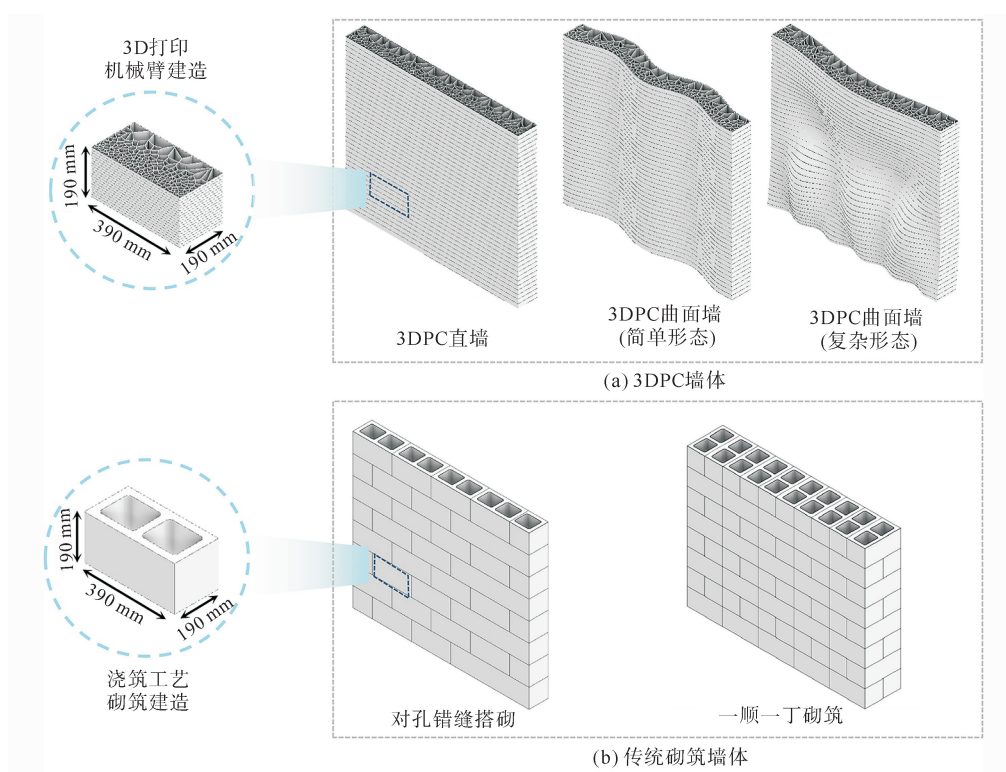 3D打印
机械臂建造
190 mm
390 mm
190 mm
3DPC直墙
3DPC曲面墙
(简单形态)
3DPC曲面墙
(复杂形态)
(a) 3DPC墙体
190 mm
390 mm
190 mm
浇筑工艺
砌筑建造
对孔错缝搭砌
一顺一丁砌筑
(b) 传统砌筑墙体